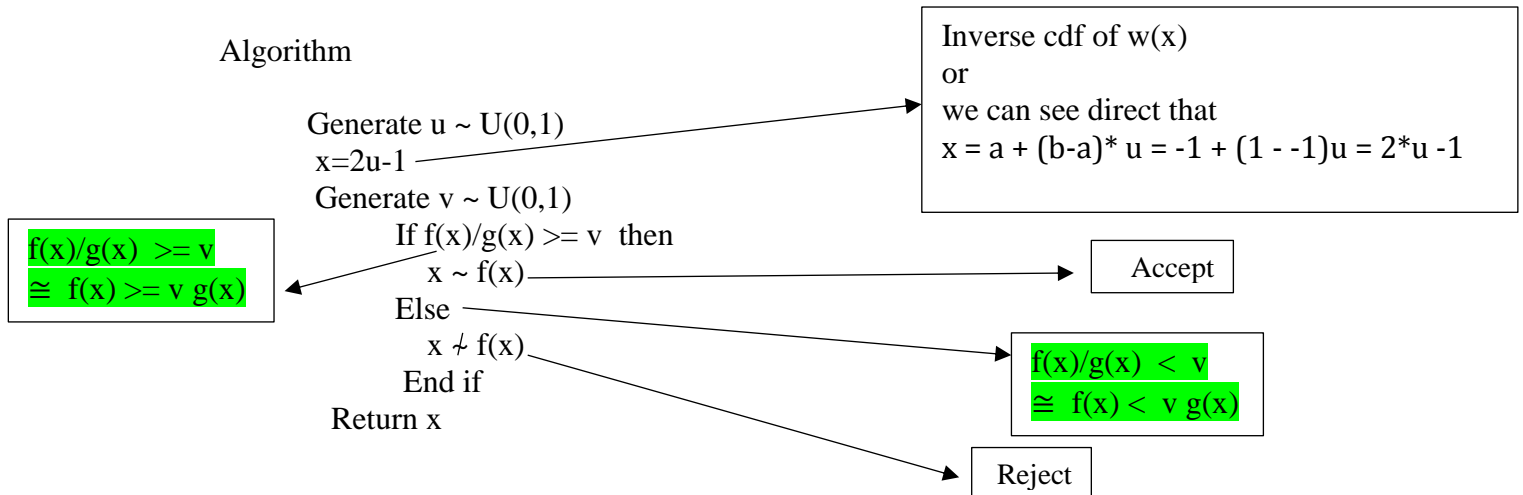 Algorithm
Generate u ~ U(0,1)
x=2u-1
Generate v ~ U(0,1)
If f(x)/g(x) >= v then
x ~ f(x)
Else
x ≁ f(x)
End if
Return x
Inverse cdf of w(x)
or
we can see direct that
x = a + (b-a)* u = -1 + (1 - -1)u = 2*u -1
f(x)/g(x) >= v
≅ f(x) >= v g(x)
Accept
f(x)/g(x) < v
≅ f(x) < v g(x)
Reject